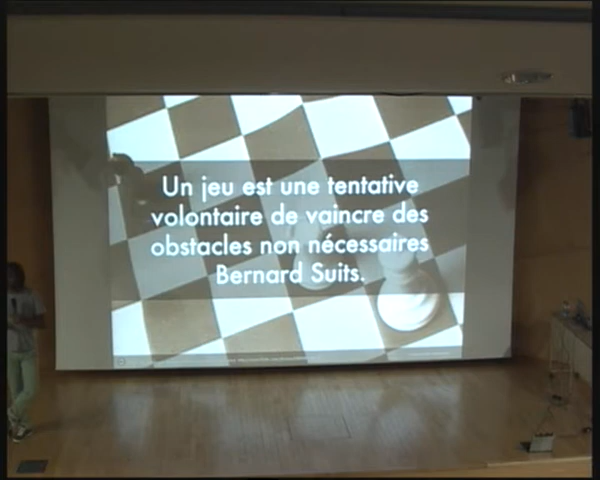 Un jeu est une tentative
volontaire de vaincre des
obstacles non nécessaires
Bernard Suits.